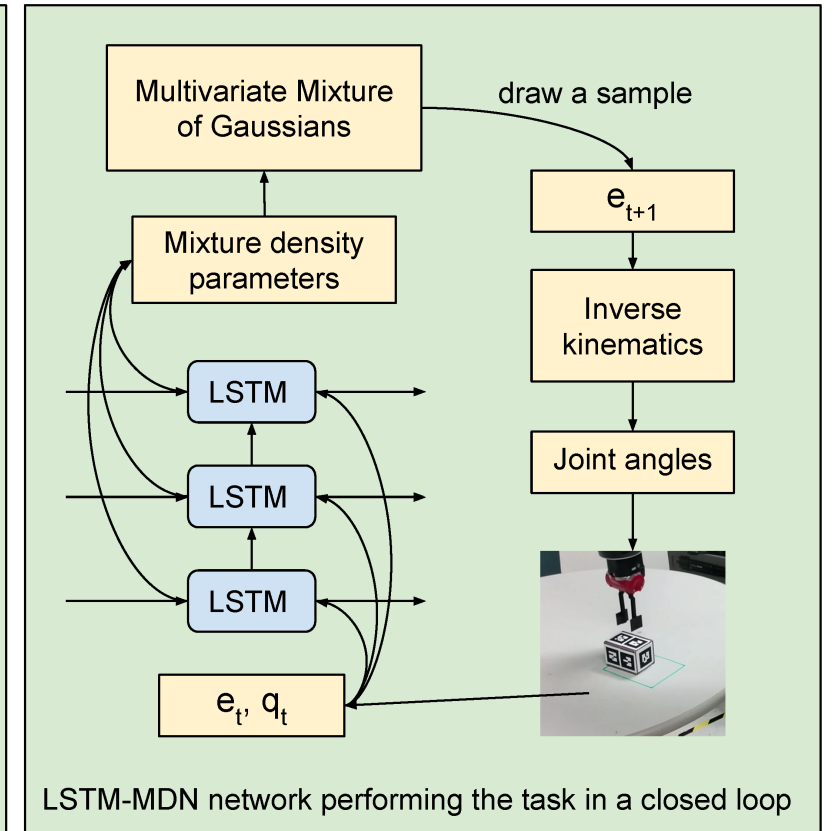 Multivariate Mixture
of Gaussians
draw a sample
e_{t+1}
Mixture density
parameters
Inverse
kinematics
LSTM
Joint angles
LSTM
LSTM
e_t, q_t
LSTM-MDN network performing the task in a closed loop